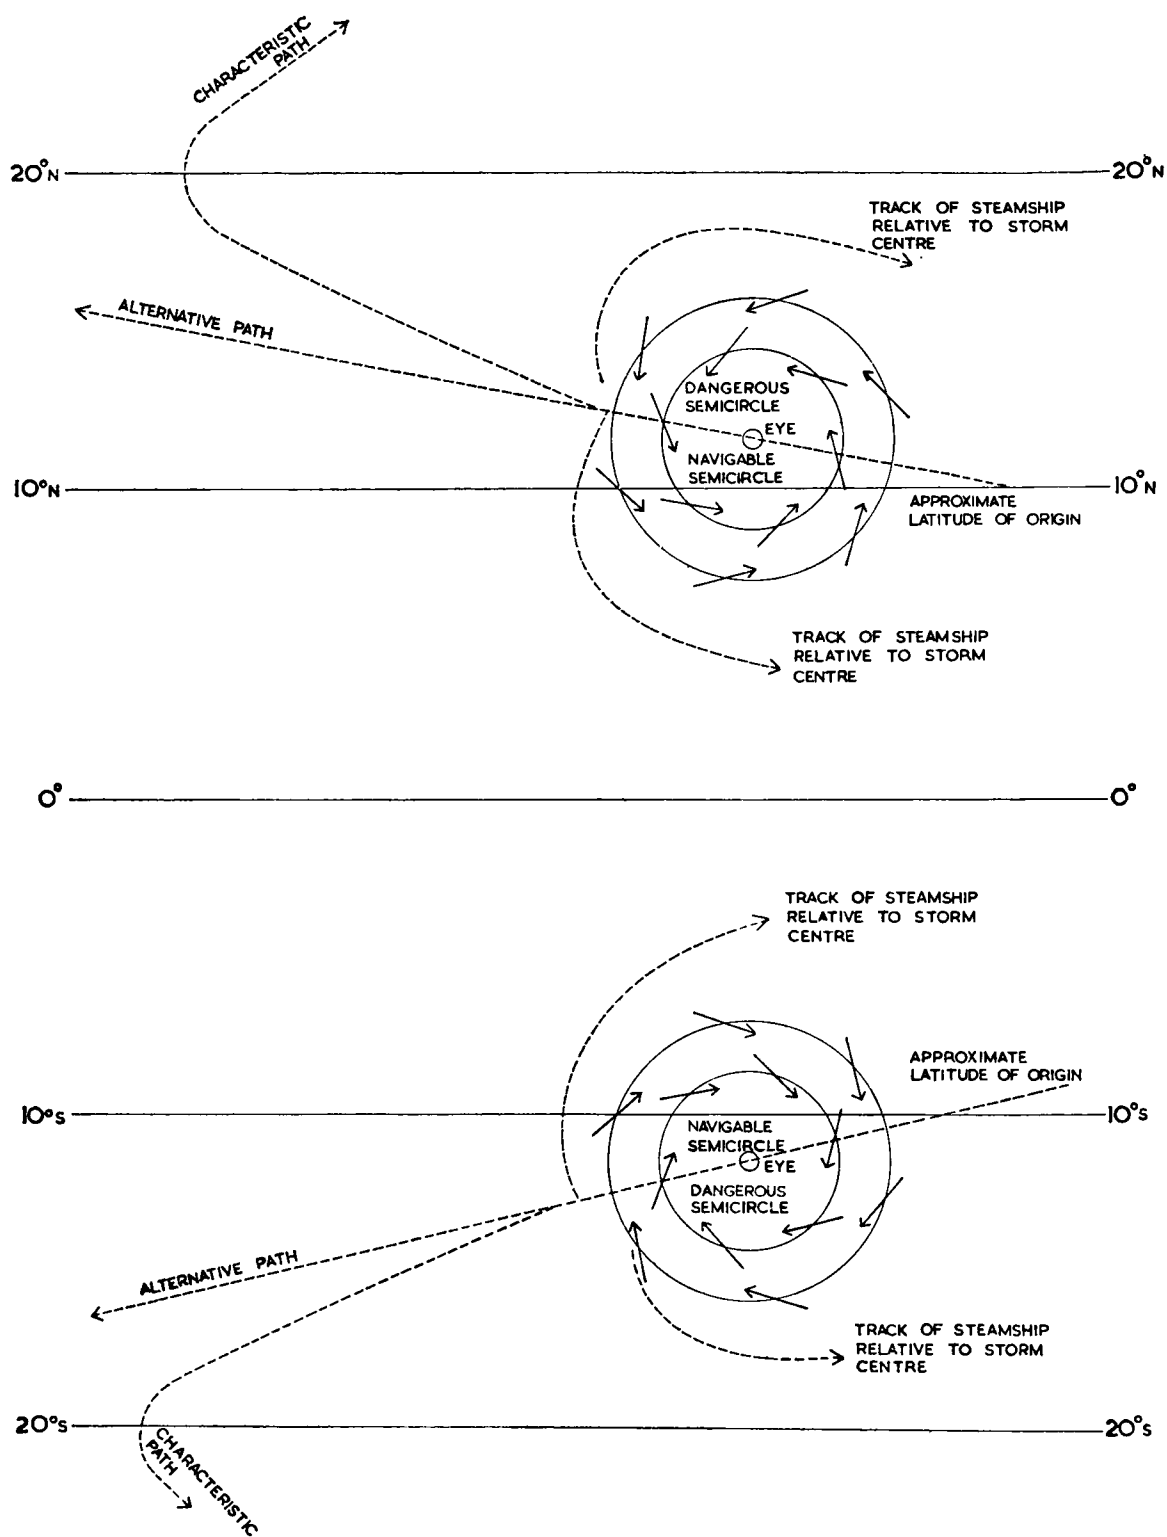 CHARACTERISTIC
PATH
20°N
20°N
TRACK OF STEAMSHIP
RELATIVE TO STORM
CENTRE
ALTERNATIVE PATH
DANGEROUS
SEMICIRCLE
EYE
NAVIGABLE
SEMICIRCLE
10°N
10°N
APPROXIMATE
LATITUDE OF ORIGIN
TRACK OF STEAMSHIP
RELATIVE TO STORM
CENTRE
0°
0°
TRACK OF STEAMSHIP
RELATIVE TO STORM
CENTRE
APPROXIMATE
LATITUDE OF ORIGIN
10°S
10°S
NAVIGABLE
SEMICIRCLE
EYE
DANGEROUS
SEMICIRCLE
ALTERNATIVE PATH
TRACK OF STEAMSHIP
RELATIVE TO STORM
CENTRE
20°S
20°S
CHARACTERISTIC
PATH